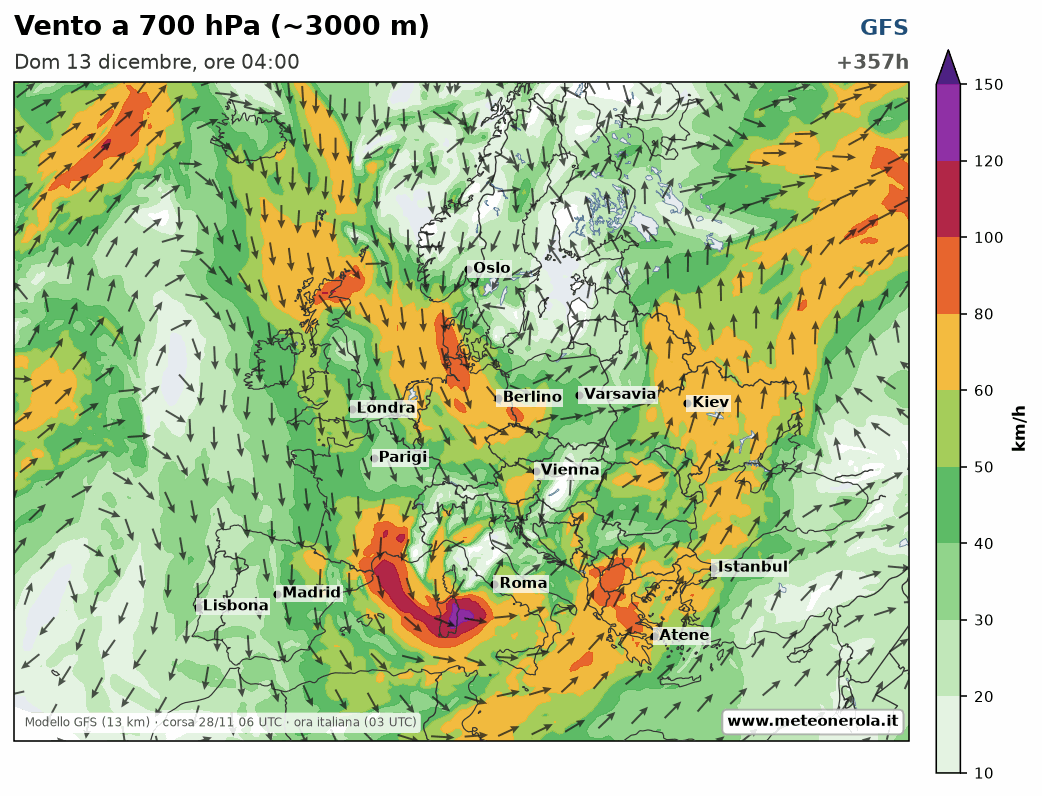 Vento a 700 hPa (~3000 m)
GFS
Dom 13 dicembre, ore 04:00
+357h
150
120
100
80
60
50
40
30
20
10
km/h
Oslo
Berlino
Varsavia
Kiev
Londra
Parigi
Vienna
Istanbul
Roma
Madrid
Lisbona
Atene
Modello GFS (13 km) · corsa 28/11 06 UTC · ora italiana (03 UTC)
www.meteonerola.it